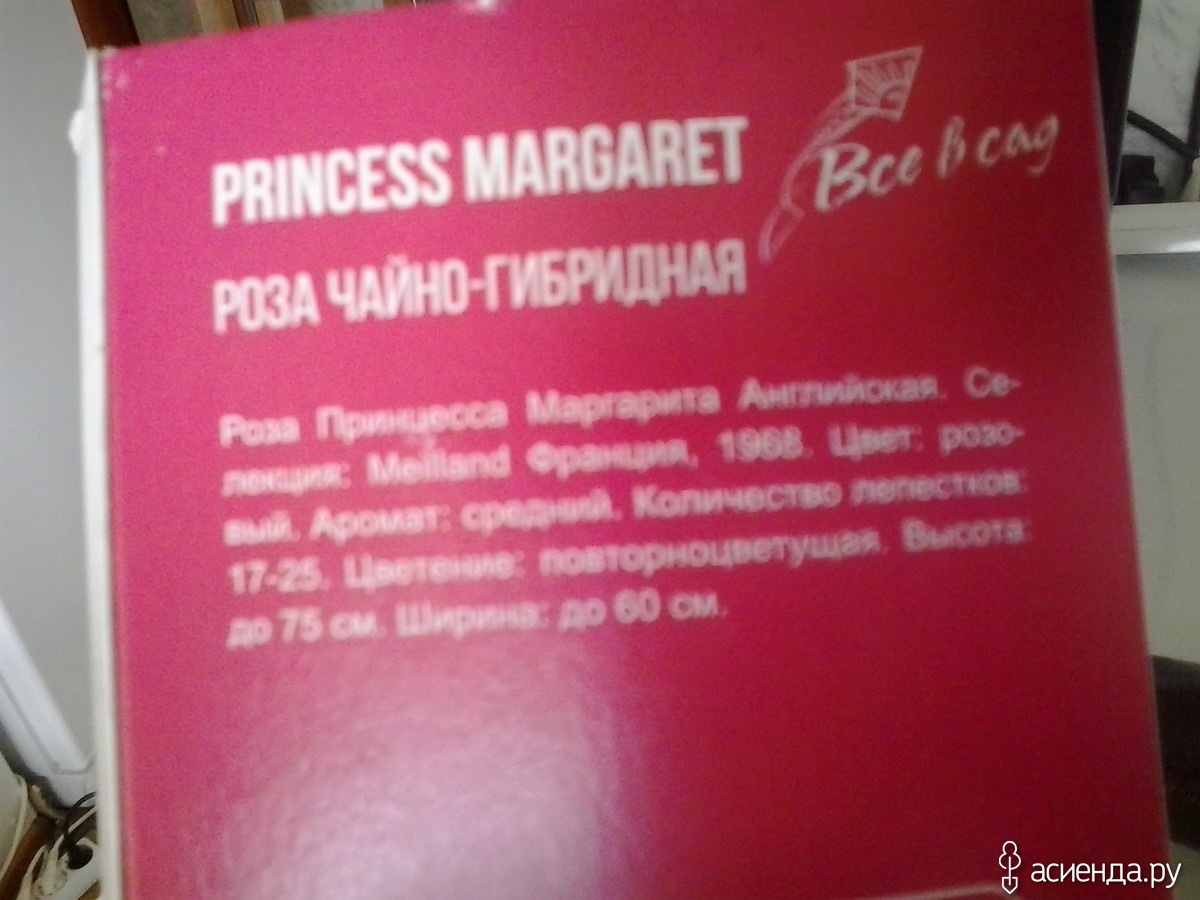 PRINCESS MARGARET
Все в сад
РОЗА ЧАЙНО-ГИБРИДНАЯ
Роза Принцесса Маргарита Английская. Се-
лекция: Meilland Франция, 1968. Цвет: розо-
вый. Аромат: средний. Количество лепестков:
17-25. Цветение: повторноцветущая. Высота:
до 75 см. Ширина: до 60 см.
асиенда.ру